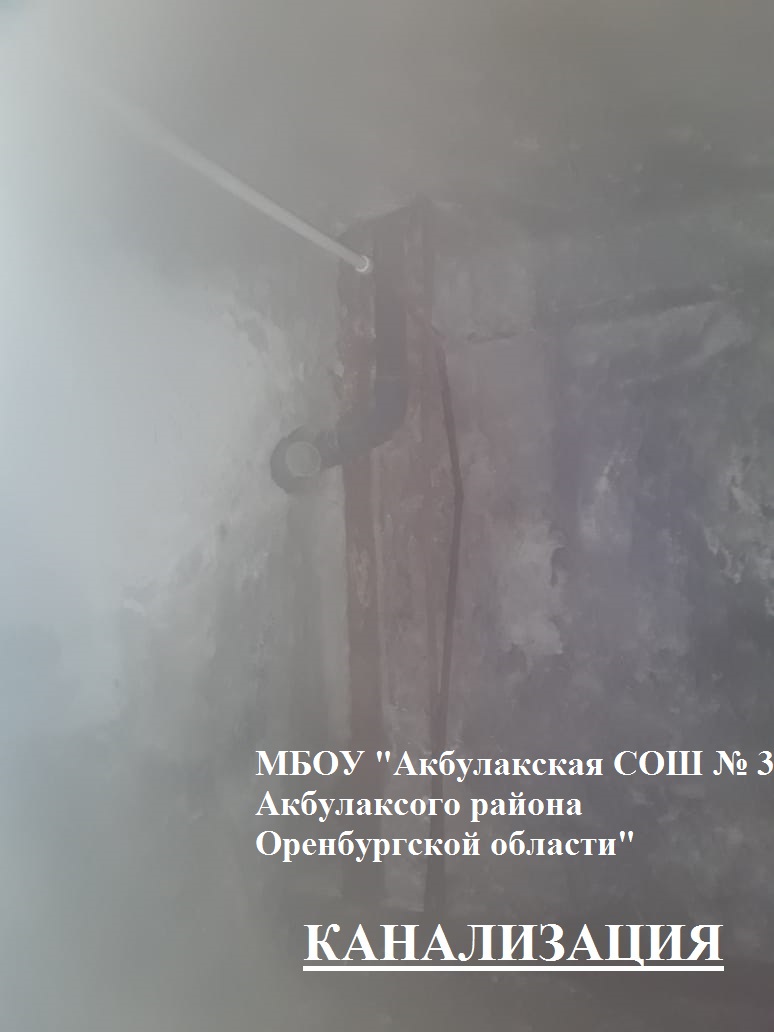 МБОУ "Акбулакская СОШ № 3
Акбулаксого района
Оренбургской области"
КАНАЛИЗАЦИЯ